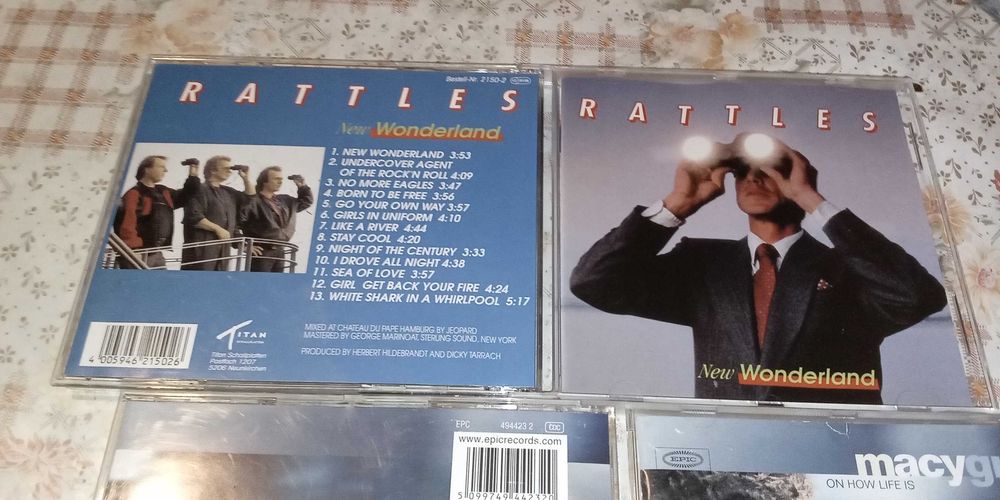 Bestell-Nr. 2150-2
RATTLES
New Wonderland
1. NEW WONDERLAND 3:53
2. UNDERCOVER AGENT
OF THE ROCK'N ROLL 4:09
3. NO MORE EAGLES 3:47
4. BORN TO BE FREE 3:56
5. GO YOUR OWN WAY 3:57
6. GIRLS IN UNIFORM 4:10
7. LIKE A RIVER 4:44
8. STAY COOL 4:20
9. NIGHT OF THE CENTURY 3:33
10. I DROVE ALL NIGHT 4:38
11. SEA OF LOVE 3:57
12. GIRL GET BACK YOUR FIRE 4:24
13. WHITE SHARK IN A WHIRLPOOL 5:17
MIXED AT CHATEAU DU PAPE HAMBURG BY JEOPARD
MASTERED BY GEORGE MARINOAT, STERLING SOUND, NEW YORK
PRODUCED BY HERBERT HILDEBRANDT AND DICKY TARRACH
4 005946 215026
TITAN
Titan Schallplatten
Postfach 1207
5206 Neunkirchen
RATTLES
New Wonderland
EPC 494423 2
www.epicrecords.com
5 099749 442320
EPIC
macygr
ON HOW LIFE IS